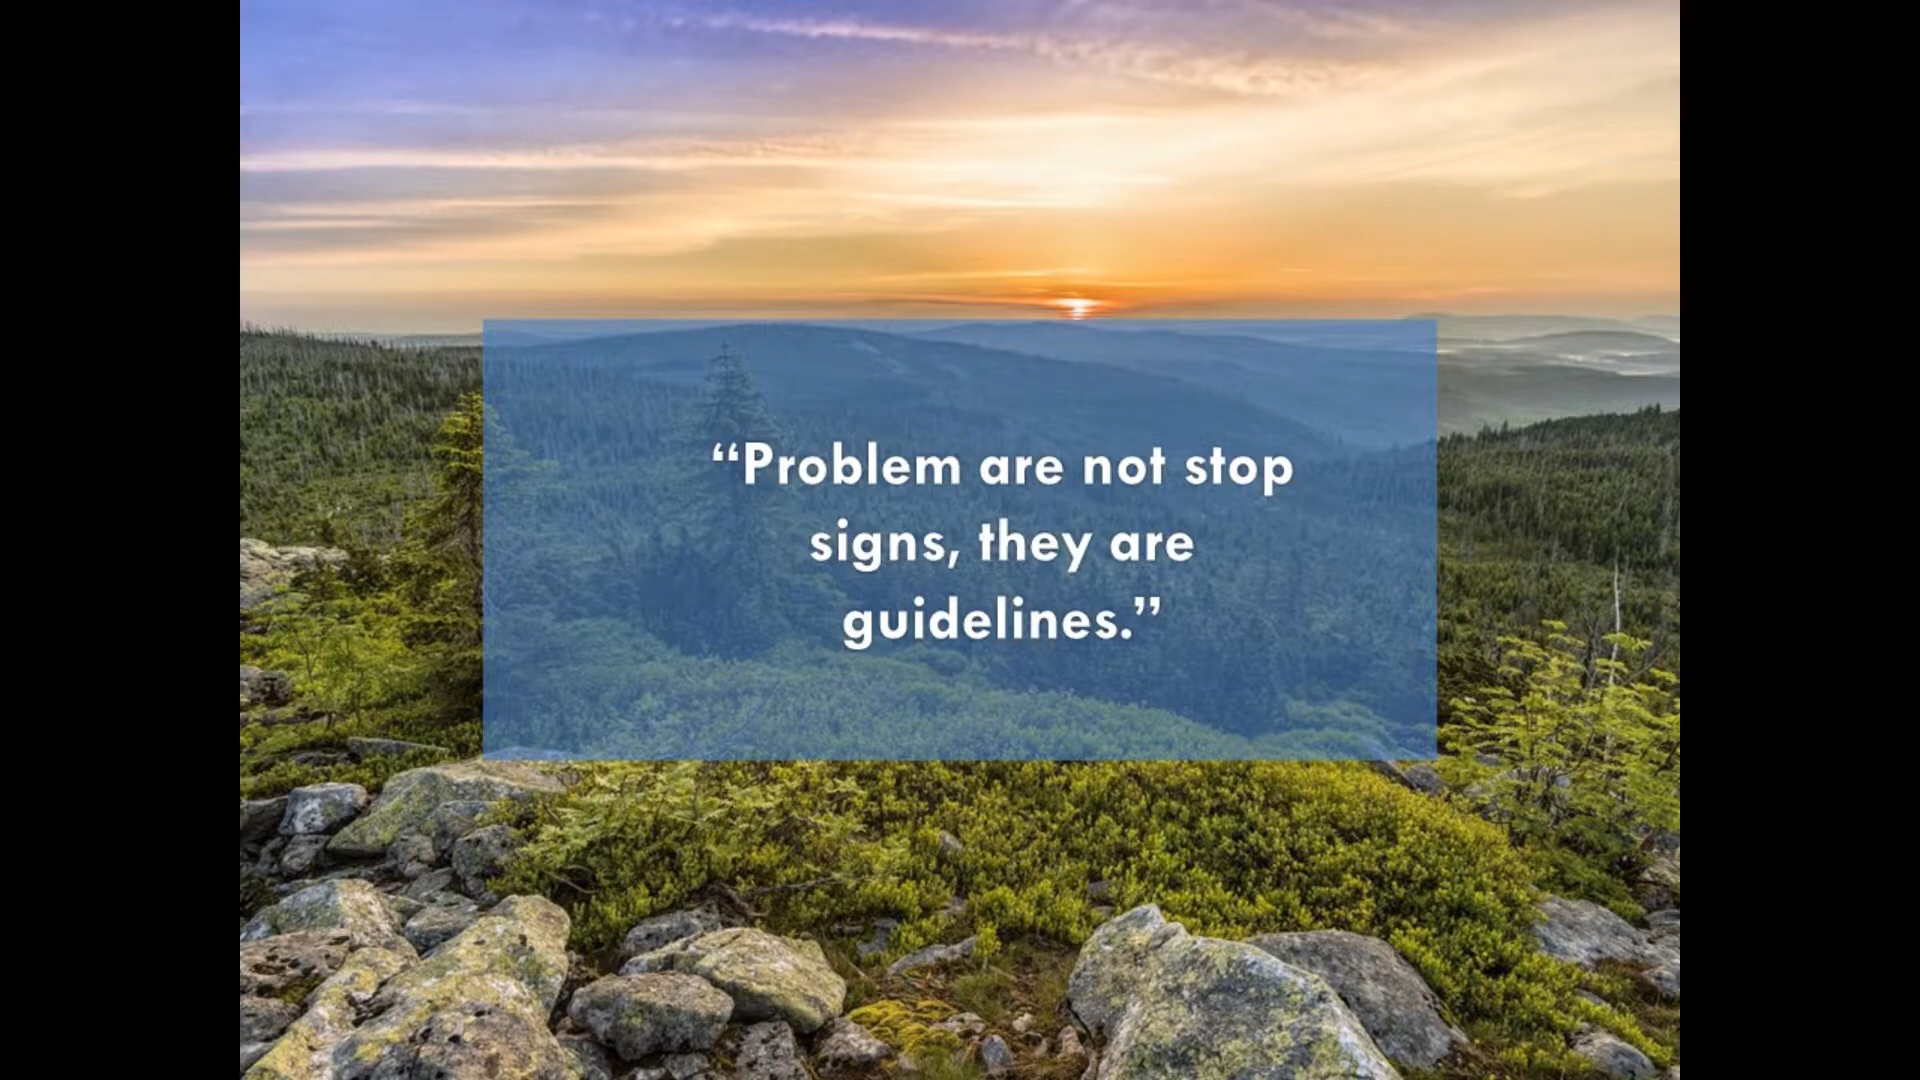 “Problem are not stop
signs, they are
guidelines.”